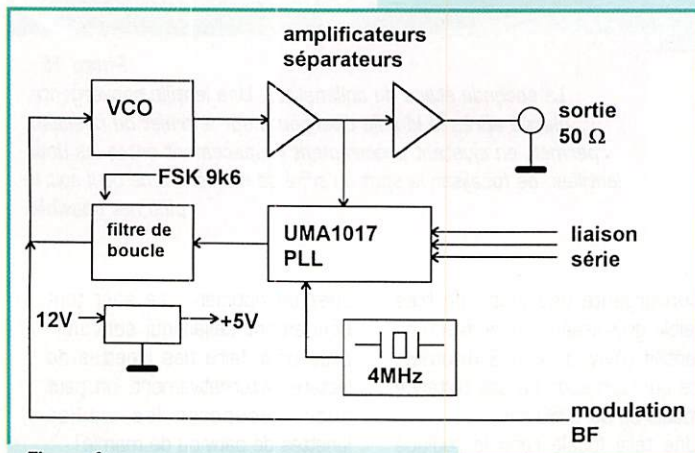 amplificateurs
séparateurs
VCO
sortie
50 Ω
FSK 9k6
filtre de
boucle
UMA1017
PLL
liaison
série
12V
+5V
4MHz
modulation
BF